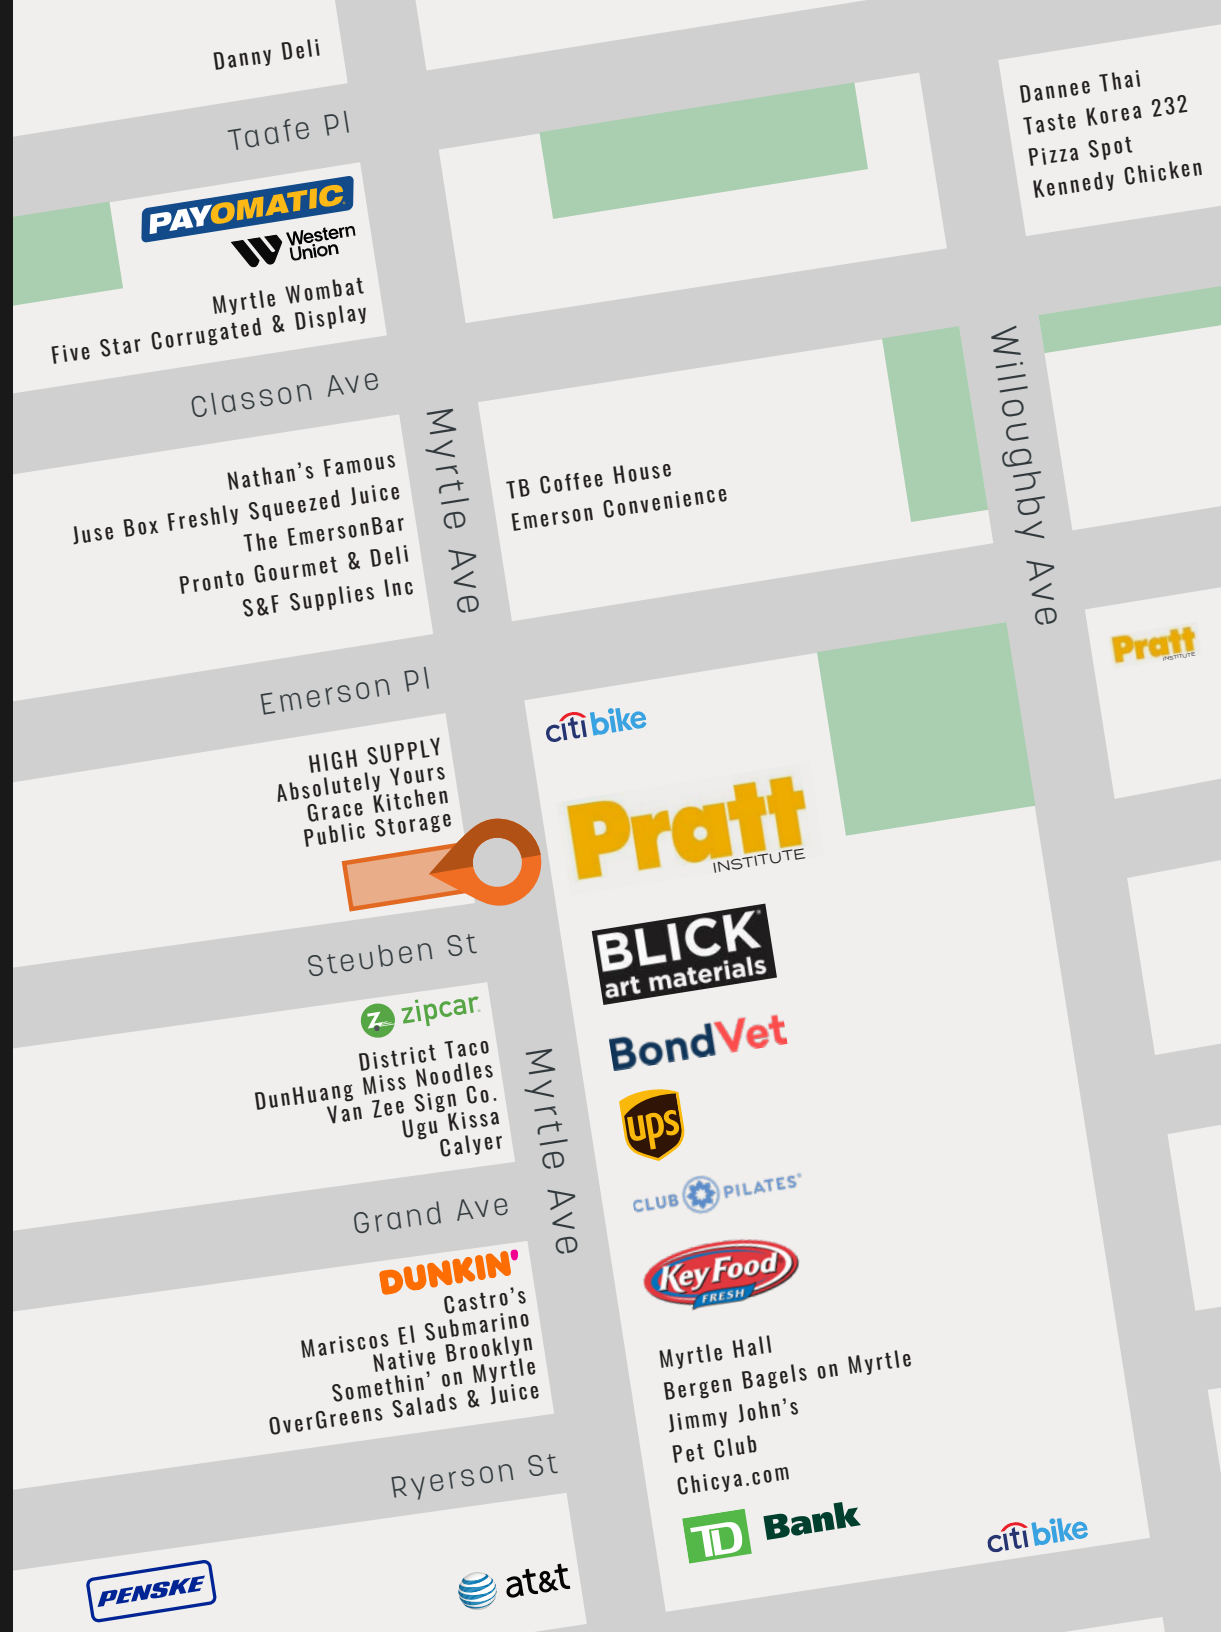 Danny Deli
Taafe Pl
PAYOMATIC
Western
Union
Myrtle Wombat
Five Star Corrugated & Display
Classon Ave
Dannee Thai
Taste Korea 232
Pizza Spot
Kennedy Chicken
Myrtle Ave
Willoughby Ave
Nathan’s Famous
Juse Box Freshly Squeezed Juice
The EmersonBar
Pronto Gourmet & Deli
S&F Supplies Inc
TB Coffee House
Emerson Convenience
Emerson Pl
HIGH SUPPLY
Absolutely Yours
Grace Kitchen
Public Storage
citi bike
Pratt
INSTITUTE
Pratt
INSTITUTE
BLICK
art materials
BondVet
ups
CLUB PILATES
KeyFood
FRESH
Steuben St
zipcar
District Taco
DunHuang Miss Noodles
Van Zee Sign Co.
Ugu Kissa
Calyer
Myrtle Ave
Grand Ave
DUNKIN'
Castro’s
Mariscos El Submarino
Native Brooklyn
Somethin’ on Myrtle
OverGreens Salads & Juice
Myrtle Hall
Bergen Bagels on Myrtle
Jimmy John’s
Pet Club
Chicya.com
TD Bank
citi bike
Ryerson St
PENSKE
at&t